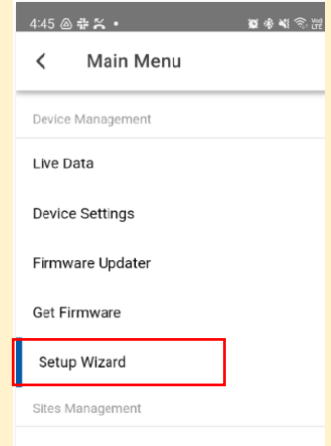 4:45
Main Menu
Device Management
Live Data
Device Settings
Firmware Updater
Get Firmware
Setup Wizard
Sites Management